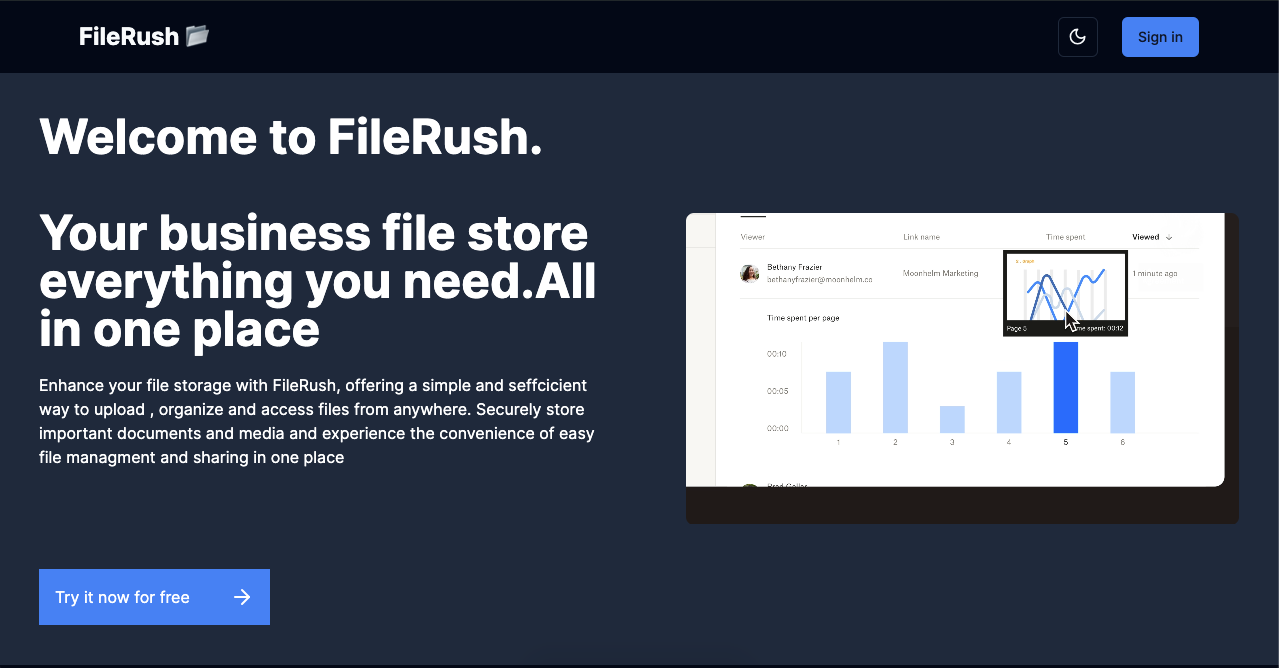 FileRush
Sign in
Welcome to FileRush.
Your business file store
everything you need.All
in one place
Enhance your file storage with FileRush, offering a simple and seffcicient
way to upload , organize and access files from anywhere. Securely store
important documents and media and experience the convenience of easy
file managment and sharing in one place
Try it now for free
Viewer Link name Time spent Viewed
Bethany Frazier
bethanyfrazier@moonhelm.co
Moonhelm Marketing
1 minute ago
Page 5 me spent: 00:12
Time spent per page
00:10
00:05
00:00
1 2 3 4 5 6